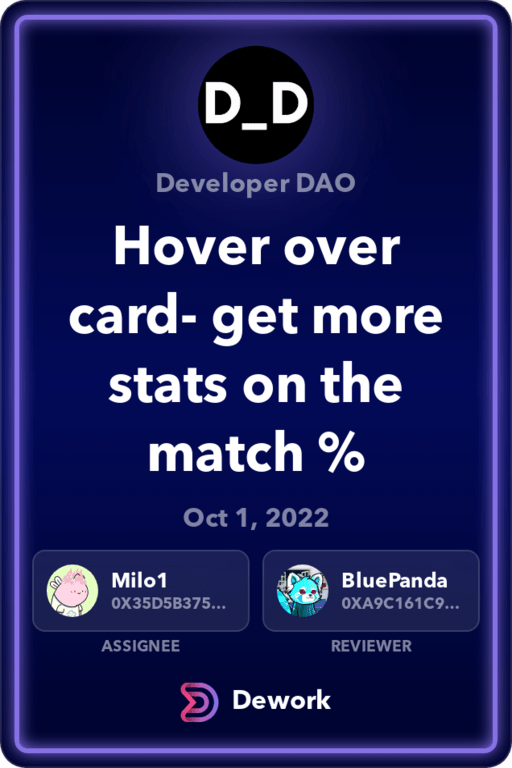 D_D
Developer DAO
Hover over
card- get more
stats on the
match %
Oct 1, 2022
Milo1
0X35D5B375...
ASSIGNEE
BluePanda
0XA9C161C9...
REVIEWER
Dework